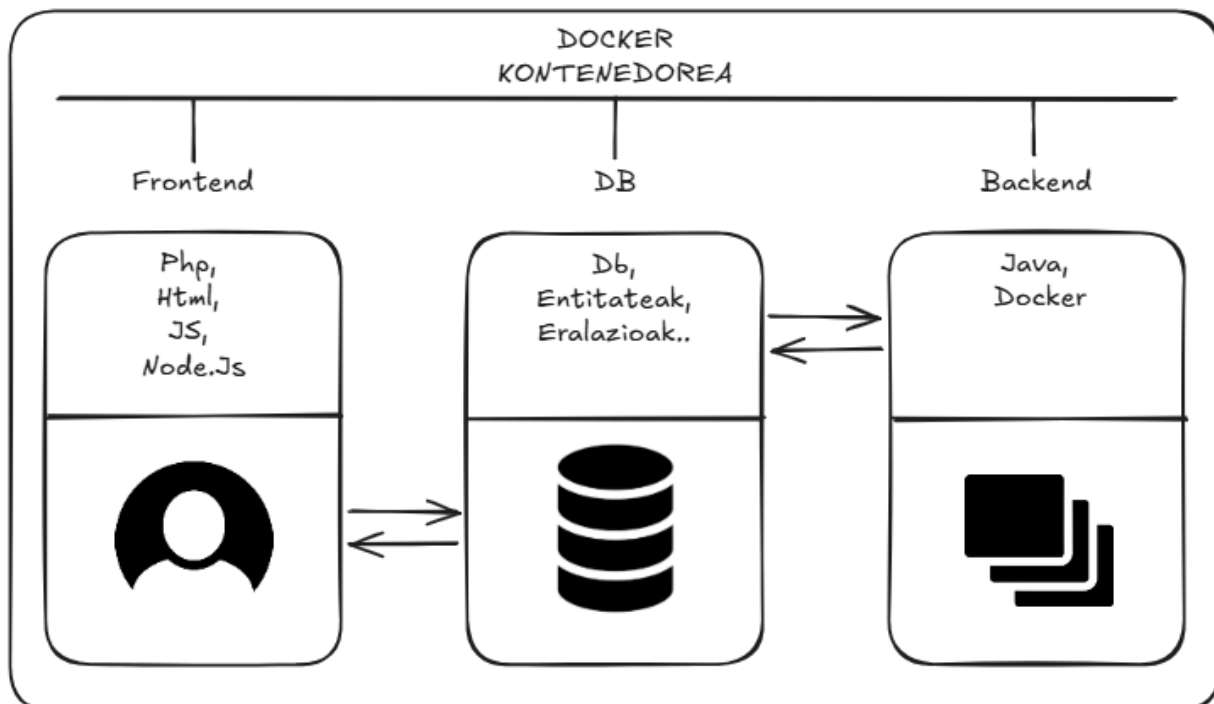 DOCKER
KONTENEDOREA
Frontend
DB
Backend
Php,
Html,
JS,
Node.Js
Db,
Entitateak,
Eralazioak..
Java,
Docker